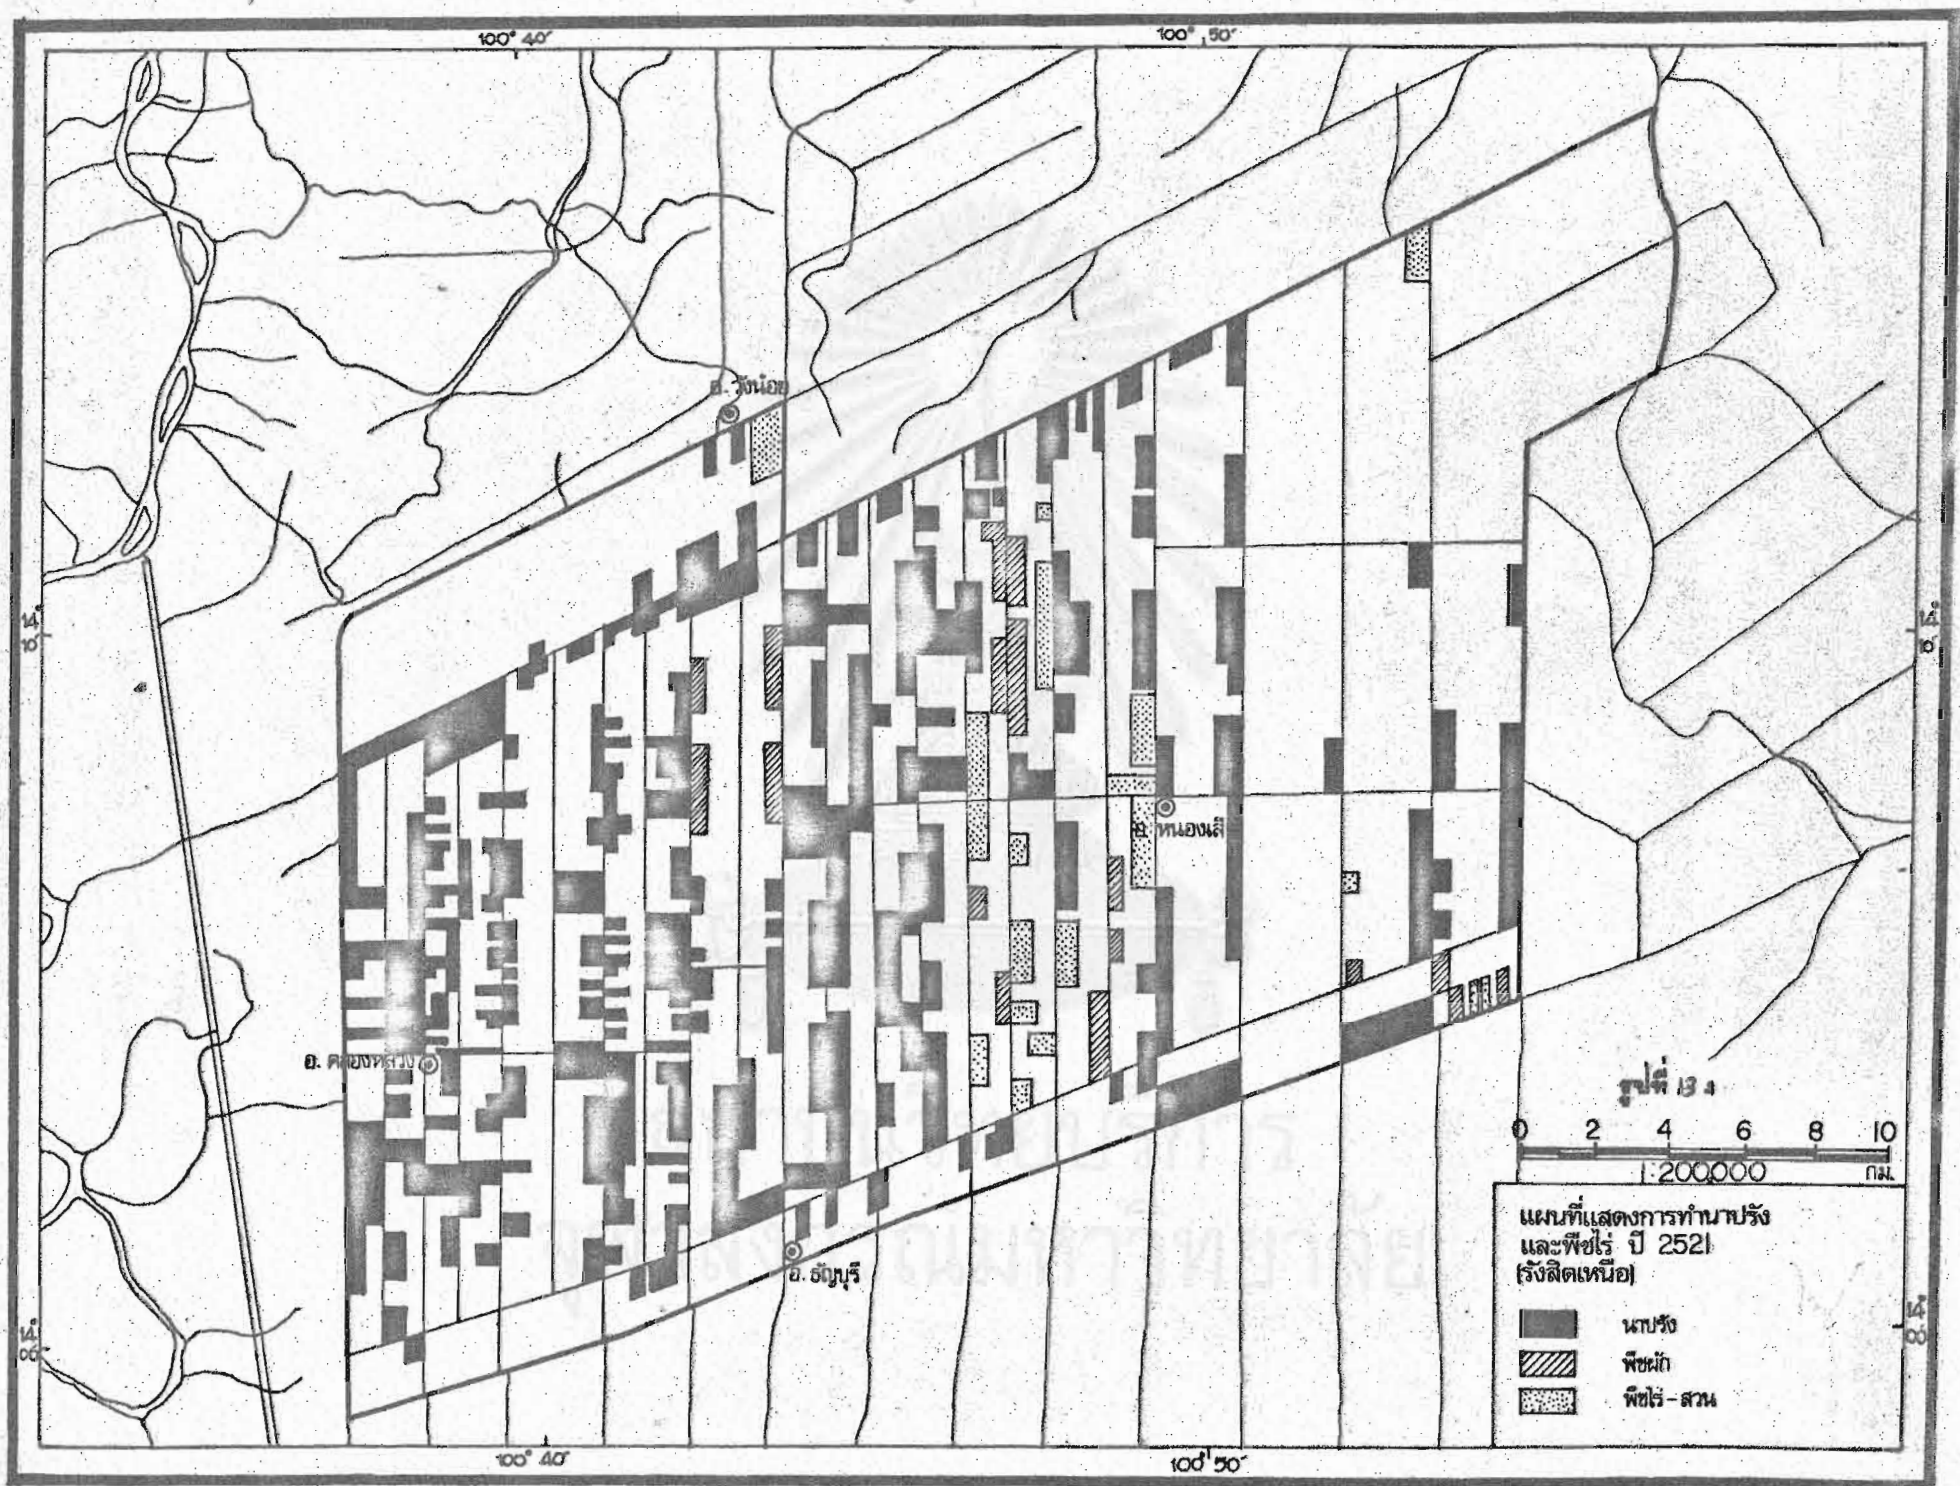 100° 40′
100° 50′
อ. วังน้อย
14°
10′
14°
10′
อ. หนองเสือ
อ. คลองหลวง
รูปที่ 13
0 2 4 6 8 10
1:200,000 กม.
แผนที่แสดงการทำนาปรัง
และพืชไร่ ปี 2521
(รังสิตเหนือ)
อ. ธัญบุรี
นาปรัง
14°
00′
14°
00′
พืชผัก
พืชไร่-สวน
100° 40′
100° 50′